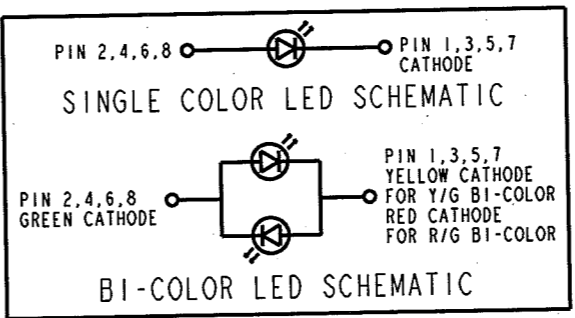 PIN 2,4,6,8
PIN 1,3,5,7
CATHODE
SINGLE COLOR LED SCHEMATIC
PIN 2,4,6,8
GREEN CATHODE
PIN 1,3,5,7
YELLOW CATHODE
FOR Y/G BI-COLOR
RED CATHODE
FOR R/G BI-COLOR
BI-COLOR LED SCHEMATIC